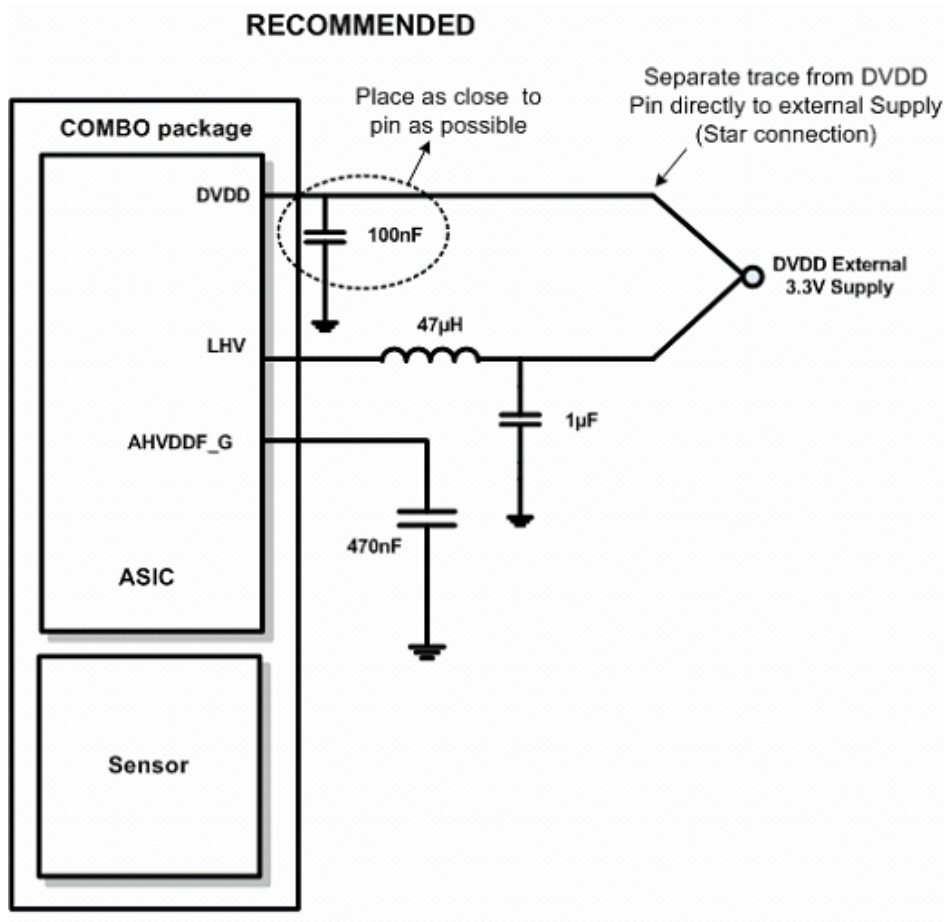 RECOMMENDED
Place as close to
pin as possible
Separate trace from DVDD
Pin directly to external Supply
(Star connection)
COMBO package
DVDD
100nF
DVDD External
3.3V Supply
47µH
LHV
1µF
AHVDDF_G
470nF
ASIC
Sensor